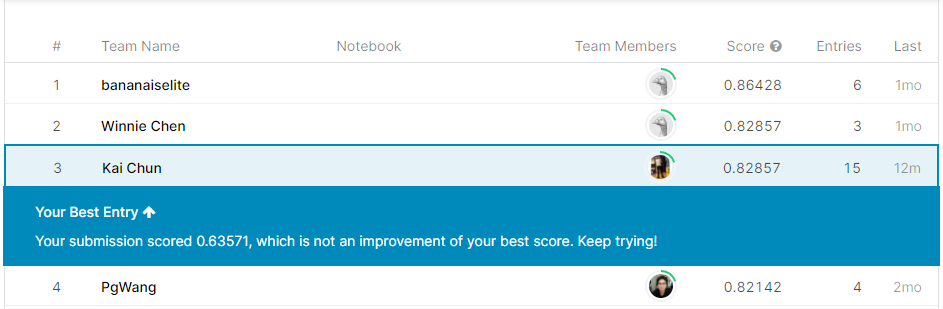 # Team Name Notebook Team Members Score Entries Last
1 bananaiselite 0.86428 6 1mo
2 Winnie Chen 0.82857 3 1mo
3 Kai Chun 0.82857 15 12m
Your Best Entry
Your submission scored 0.63571, which is not an improvement of your best score. Keep trying!
4 PgWang 0.82142 4 2mo